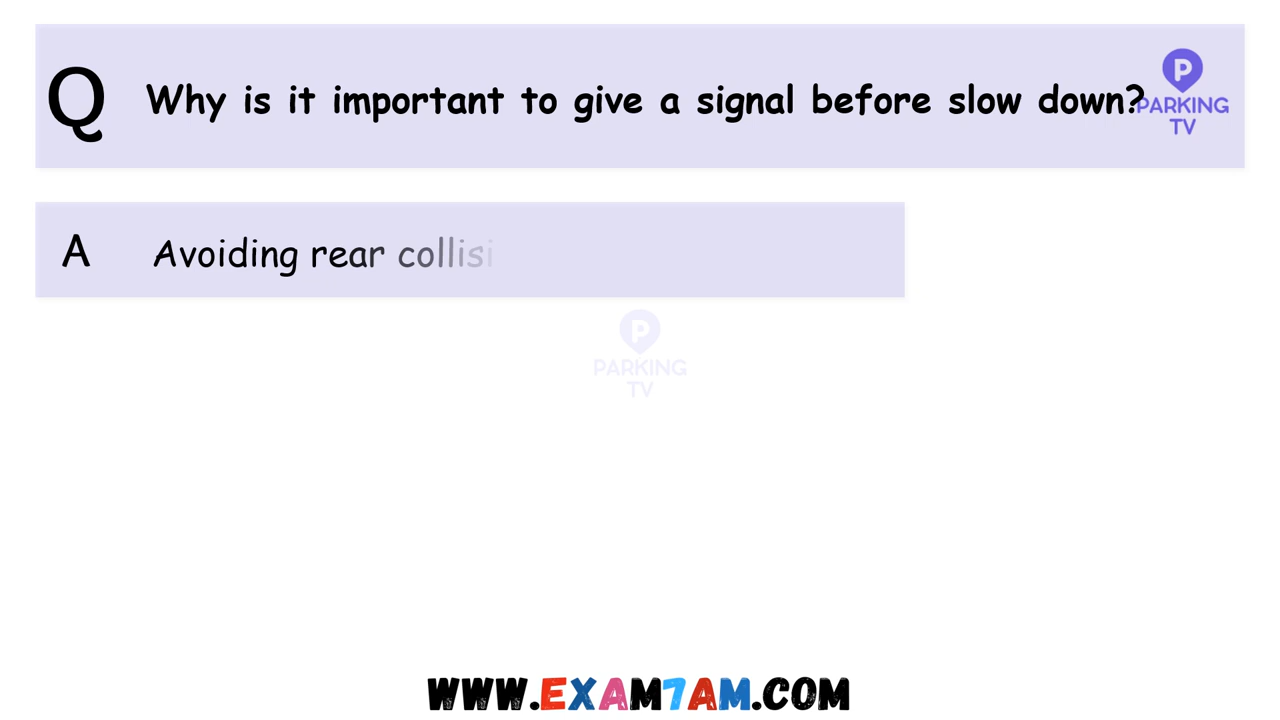 Q Why is it important to give a signal before slow down?
PARKING
TV
A Avoiding rear collisi
PARKING
TV
WWW.EXAM7AM.COM